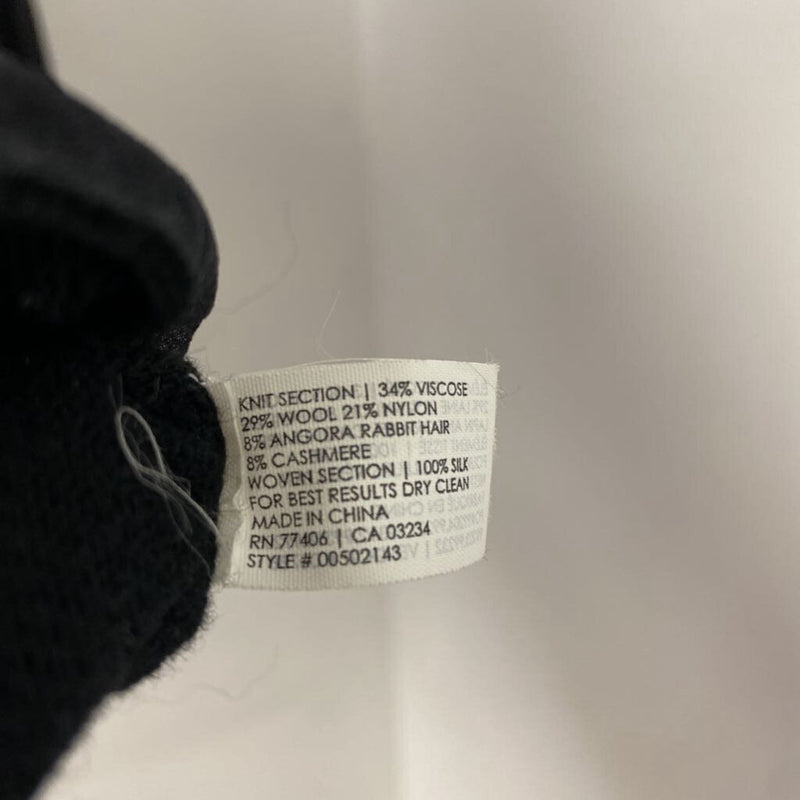 KNIT SECTION | 34% VISCOSE
29% WOOL 21% NYLON
8% ANGORA RABBIT HAIR
8% CASHMERE
WOVEN SECTION | 100% SILK
FOR BEST RESULTS DRY CLEAN
MADE IN CHINA
RN 77406 | CA 03234
STYLE # 00502143